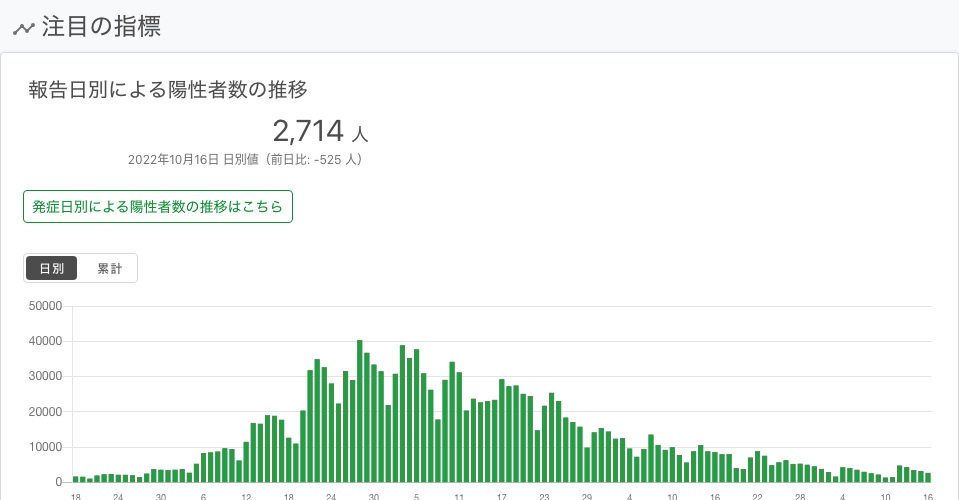 注目の指標
報告日別による陽性者数の推移
2,714 人
2022年10月16日 日別値（前日比: -525 人）
発症日別による陽性者数の推移はこちら
日別 累計
50000
40000
30000
20000
10000
0
18 24 30 6 12 18 24 30 5 11 17 23 29 4 10 16 22 28 4 10 16